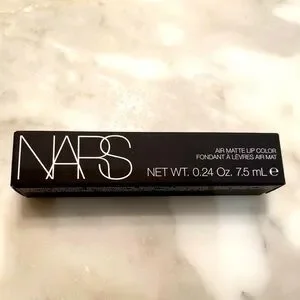 NARS
AIR MATTE LIP COLOR
FONDANT À LÈVRES AIR MAT
NET WT. 0.24 Oz. 7.5 mL ℮